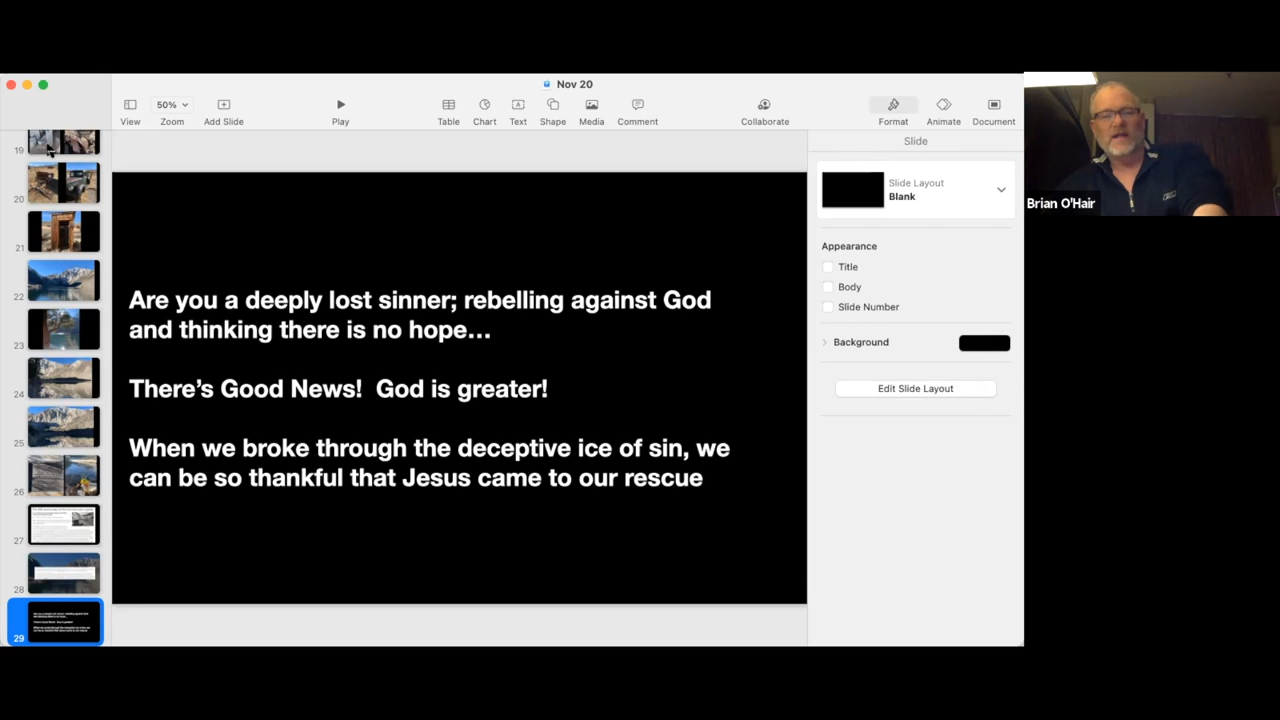 Nov 20
50%
View
Zoom
Add Slide
Play
Table
Chart
Text
Shape
Media
Comment
Collaborate
Format
Animate
Document
Slide
19
20
21
22
23
24
25
26
27
28
29
Are you a deeply lost sinner; rebelling against God
and thinking there is no hope...
There's Good News!  God is greater!
When we broke through the deceptive ice of sin, we
can be so thankful that Jesus came to our rescue
Slide Layout
Blank
Appearance
Title
Body
Slide Number
Background
Edit Slide Layout
Brian O'Hair